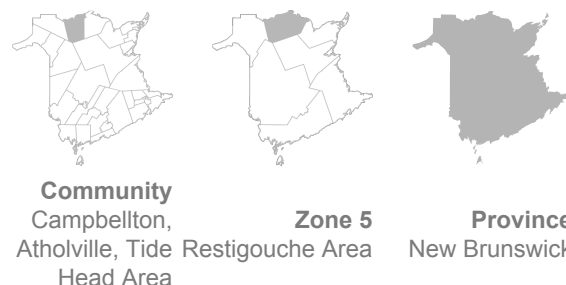 Community
Campbellton,
Atholville, Tide
Head Area
Zone 5
Restigouche Area
Province
New Brunswick